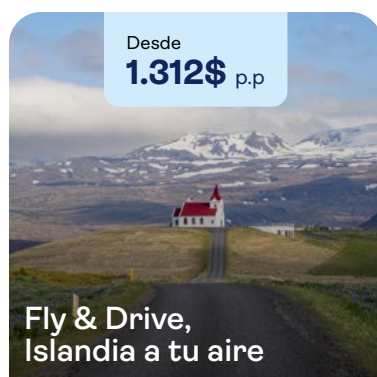 Desde
1.312$ p.p
Fly & Drive,
Islandia a tu aire